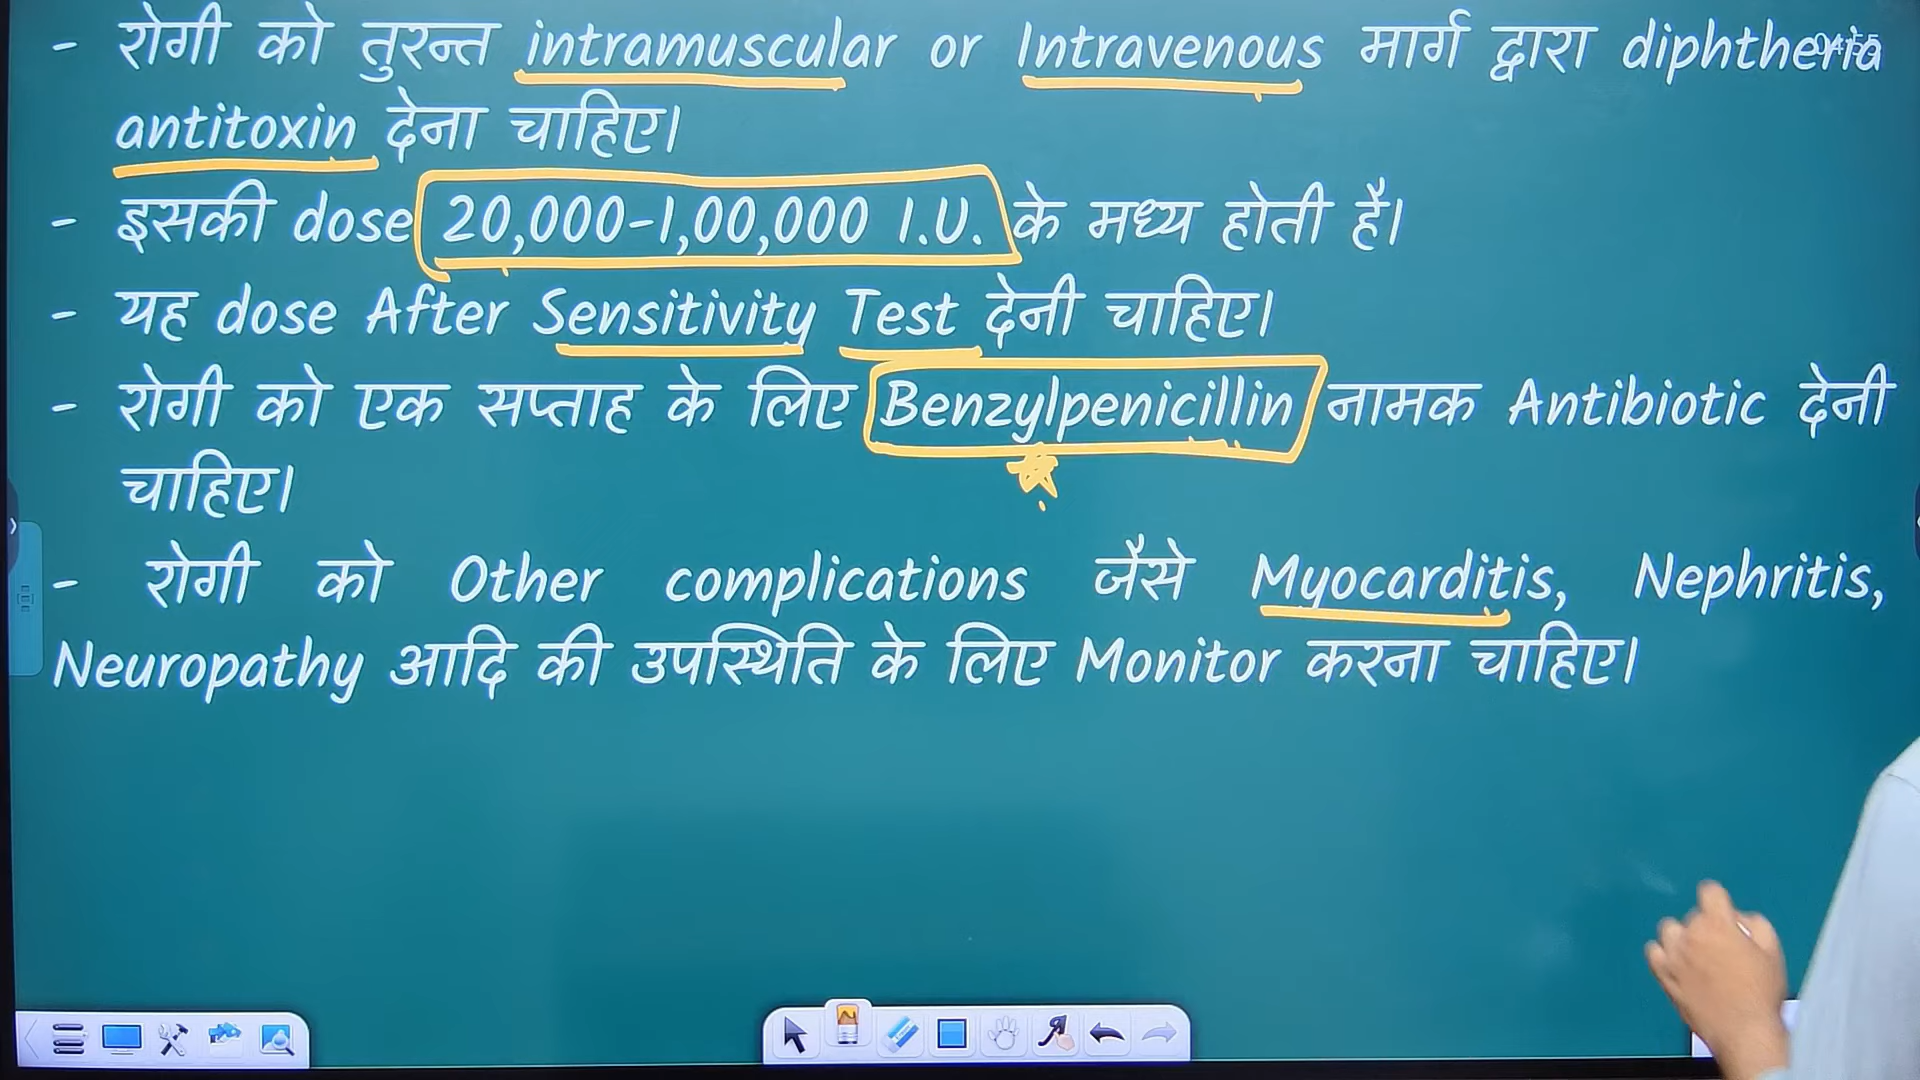 - रोगी को तुरन्त intramuscular or Intravenous मार्ग द्वारा diphtheria
antitoxin देना चाहिए।
- इसकी dose 20,000-1,00,000 I.U. के मध्य होती है।
- यह dose After Sensitivity Test देनी चाहिए।
- रोगी को एक सप्ताह के लिए Benzylpenicillin नामक Antibiotic देनी
चाहिए।
- रोगी को Other complications जैसे Myocarditis, Nephritis,
Neuropathy आदि की उपस्थिति के लिए Monitor करना चाहिए।